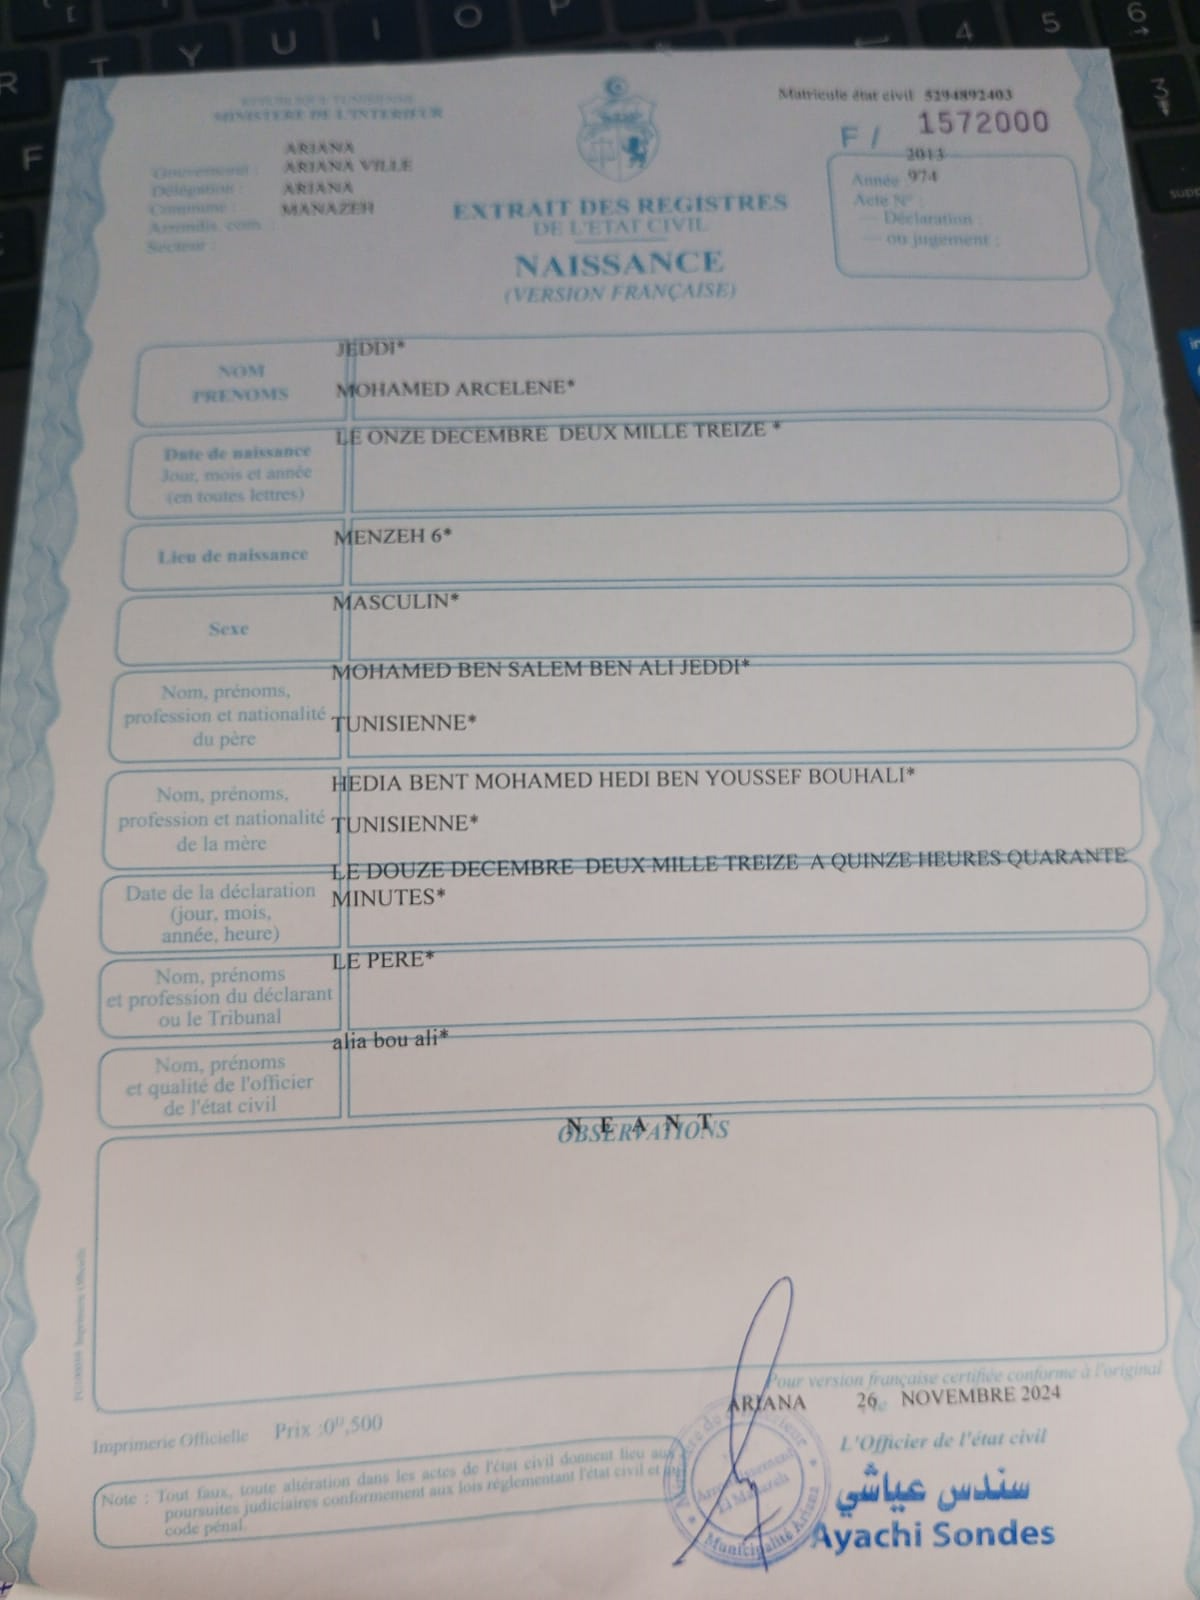 REPUBLIQUE TUNISIENNE
MINISTERE DE L'INTERIEUR
Gouvernorat : ARIANA
Délégation : ARIANA VILLE
Commune : ARIANA
Arrondis. com. : MANAZEH
Secteur :
Matricule état civil 5294892403
F / 1572000
2013
Année 974
Acte N° :
— Déclaration :
— ou jugement :
EXTRAIT DES REGISTRES
DE L'ETAT CIVIL
NAISSANCE
(VERSION FRANÇAISE)
NOM JEDDI*
PRENOMS MOHAMED ARCELENE*
Date de naissance LE ONZE DECEMBRE DEUX MILLE TREIZE *
Jour, mois et année
(en toutes lettres)
Lieu de naissance MENZEH 6*
Sexe MASCULIN*
Nom, prénoms, MOHAMED BEN SALEM BEN ALI JEDDI*
profession et nationalité TUNISIENNE*
du père
Nom, prénoms, HEDIA BENT MOHAMED HEDI BEN YOUSSEF BOUHALI*
profession et nationalité TUNISIENNE*
de la mère
LE DOUZE DECEMBRE DEUX MILLE TREIZE A QUINZE HEURES QUARANTE
Date de la déclaration MINUTES*
(jour, mois,
année, heure)
Nom, prénoms LE PERE*
et profession du déclarant
ou le Tribunal
Nom, prénoms alia bou ali*
et qualité de l'officier
de l'état civil
N E A N T
OBSERVATIONS
Pour version française certifiée conforme à l'original
ARIANA 26 NOVEMBRE 2024
L'Officier de l'état civil
سندس عياشي
Ayachi Sondes
Municipalité Ariana
Imprimerie Officielle Prix :0ᴰ,500
Note : Tout faux, toute altération dans les actes de l'état civil donnent lieu aux
poursuites judiciaires conformement aux lois réglementant l'état civil et
code pénal.